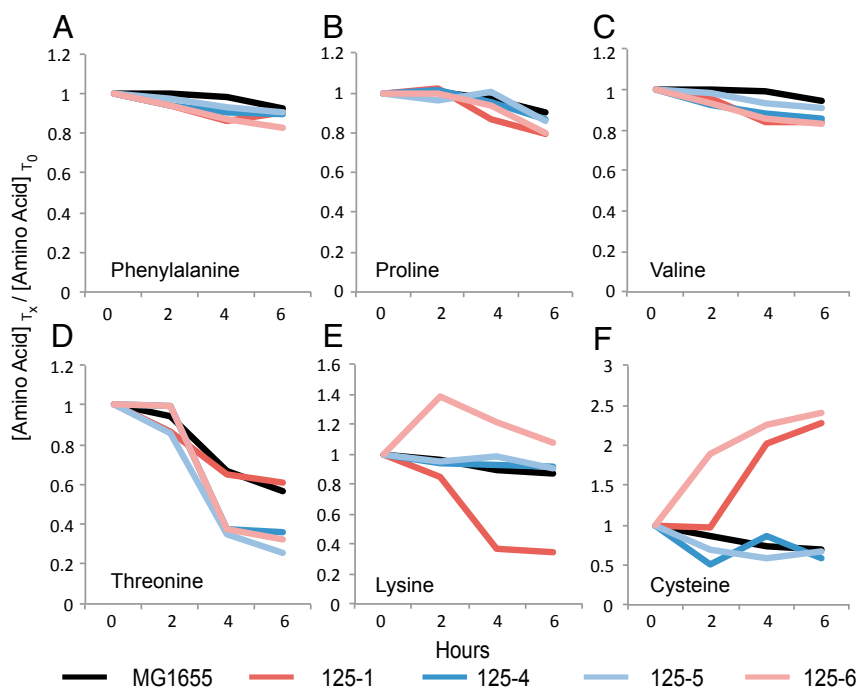 A B C
1.2 1.2 1.2
1 1 1
0.8 0.8 0.8
0.6 0.6 0.6
0.4 0.4 0.4
0.2 0.2 0.2
0 0 0
Phenylalanine Proline Valine
0 2 4 6 0 2 4 6 0 2 4 6
[Amino Acid] Tx / [Amino Acid] T0
D E F
1.2 1.6 3
1 1.4 2.5
0.8 1.2 2
0.6 1 1.5
0.4 0.8 1
0.2 0.6 0.5
0 0.4 0
0.2
0
Threonine Lysine Cysteine
0 2 4 6 0 2 4 6 0 2 4 6
Hours
MG1655 125-1 125-4 125-5 125-6